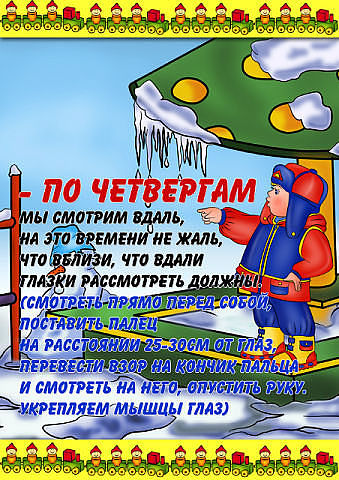 - ПО ЧЕТВЕРГАМ
МЫ СМОТРИМ ВДАЛЬ,
НА ЭТО ВРЕМЕНИ НЕ ЖАЛЬ,
ЧТО ВБЛИЗИ, ЧТО ВДАЛИ
ГЛАЗКИ РАССМОТРЕТЬ ДОЛЖНЫ.
(СМОТРЕТЬ ПРЯМО ПЕРЕД СОБОЙ,
ПОСТАВИТЬ ПАЛЕЦ
НА РАССТОЯНИИ 25-30СМ ОТ ГЛАЗ,
ПЕРЕВЕСТИ ВЗОР НА КОНЧИК ПАЛЬЦА
И СМОТРЕТЬ НА НЕГО, ОПУСТИТЬ РУКУ.
УКРЕПЛЯЕМ МЫШЦЫ ГЛАЗ)